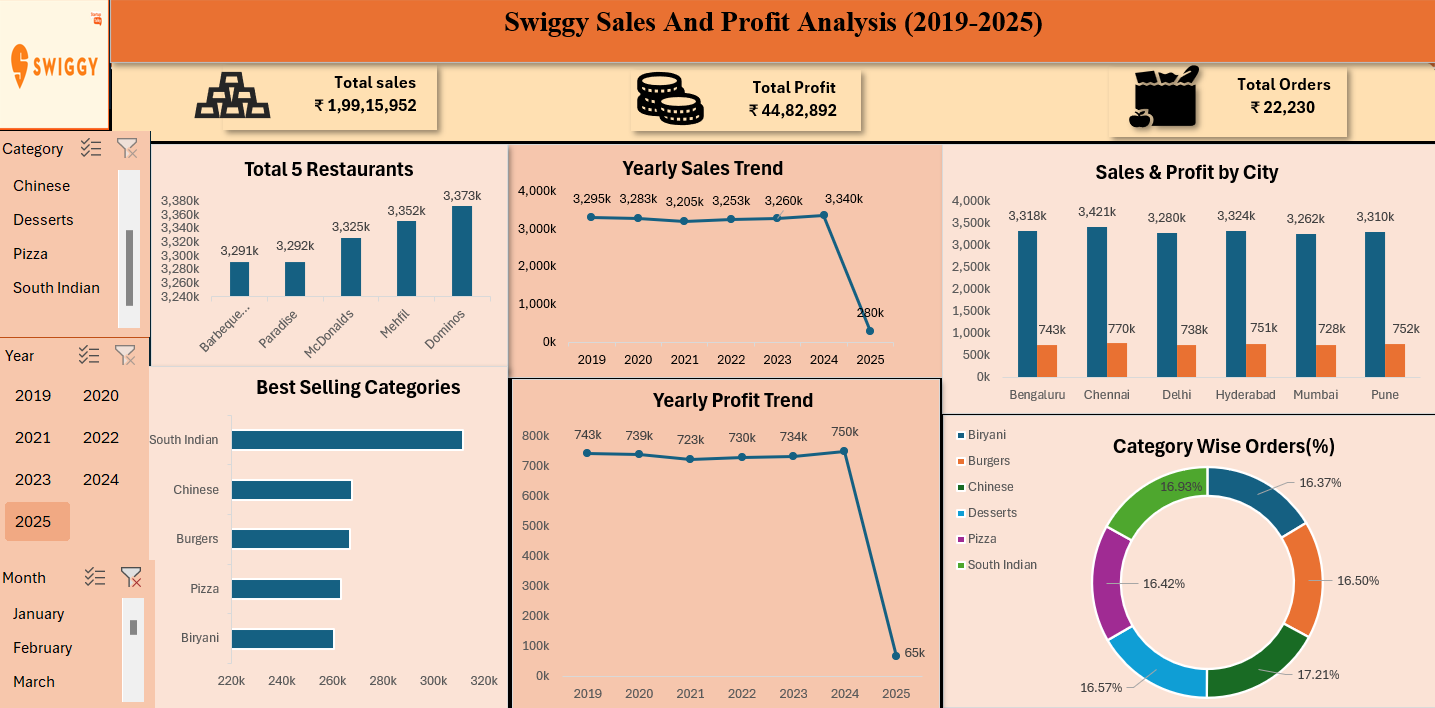 Swiggy Sales And Profit Analysis (2019-2025)
SWIGGY
Total sales
₹ 1,99,15,952
Total Profit
₹ 44,82,892
Total Orders
₹ 22,230
Category
Chinese
Desserts
Pizza
South Indian
Year
2019 2020
2021 2022
2023 2024
2025
Month
January
February
March
Total 5 Restaurants
3,380k
3,360k
3,340k
3,320k
3,300k
3,280k
3,260k
3,240k
3,291k 3,292k 3,325k 3,352k 3,373k
Barbeque... Paradise McDonalds Mehfil Dominos
Best Selling Categories
South Indian
Chinese
Burgers
Pizza
Biryani
220k 240k 260k 280k 300k 320k
Yearly Sales Trend
4,000k
3,000k
2,000k
1,000k
0k
3,295k 3,283k 3,205k 3,253k 3,260k 3,340k 280k
2019 2020 2021 2022 2023 2024 2025
Yearly Profit Trend
800k
700k
600k
500k
400k
300k
200k
100k
0k
743k 739k 723k 730k 734k 750k 65k
2019 2020 2021 2022 2023 2024 2025
Sales & Profit by City
4,000k
3,500k
3,000k
2,500k
2,000k
1,500k
1,000k
500k
0k
3,318k 3,421k 3,280k 3,324k 3,262k 3,310k
743k 770k 738k 751k 728k 752k
Bengaluru Chennai Delhi Hyderabad Mumbai Pune
Category Wise Orders(%)
Biryani
Burgers
Chinese
Desserts
Pizza
South Indian
16.37%
16.50%
17.21%
16.57%
16.42%
16.93%